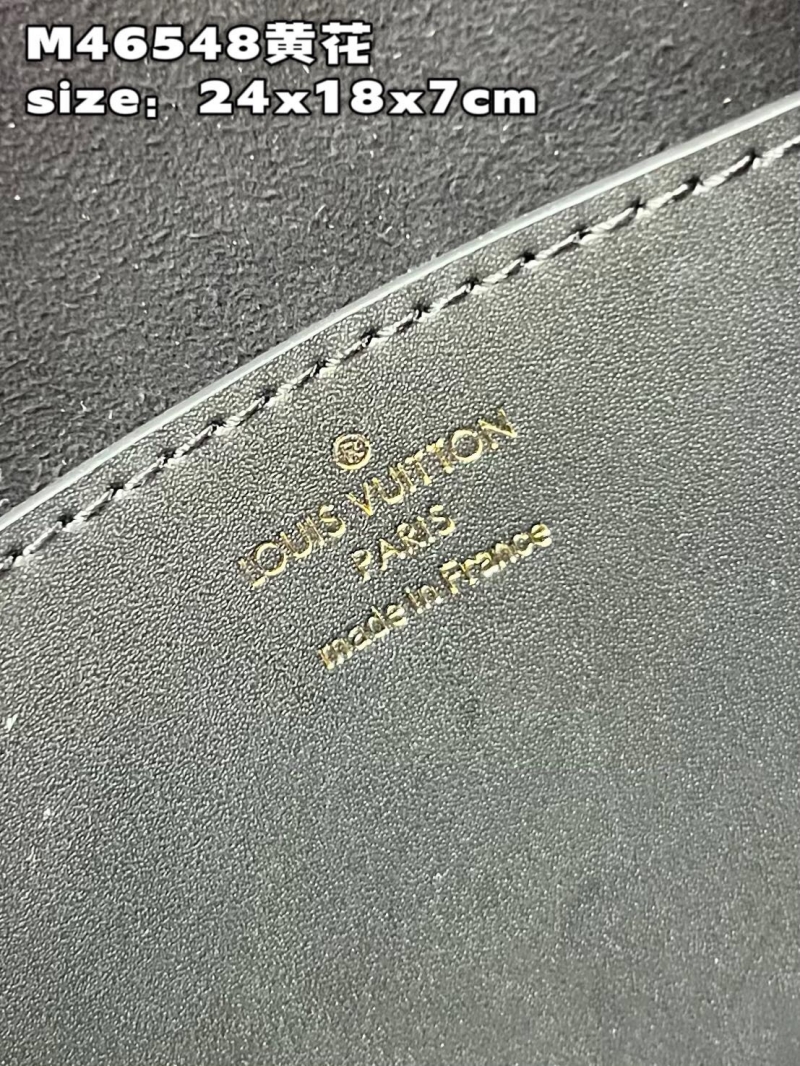 M46548黄花
size：24x18x7cm
®
LOUIS VUITTON
PARIS
made in France